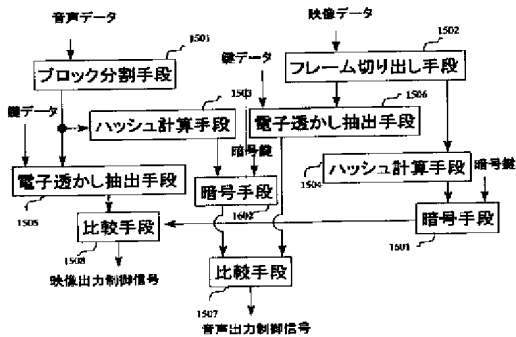 音声データ
映像データ
1501
1502
ブロック分割手段
フレーム切り出し手段
鍵データ
1503
鍵データ
1506
ハッシュ計算手段
電子透かし抽出手段
暗号鍵
ハッシュ計算手段
暗号鍵
1504
電子透かし抽出手段
暗号手段
1505
1602
比較手段
暗号手段
1508
1601
映像出力制御信号
比較手段
1507
音声出力制御信号